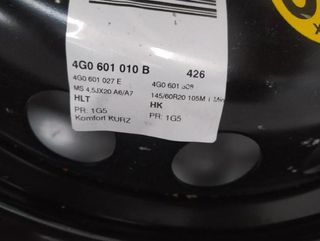 4G0 601 010 B 426
4G0 601 027 E 4G0 601
MS 4,5JX20 A6/A7 145/60R20 105M
HLT HK
PR: 1G5 PR: 1G5
Komfort KURZ